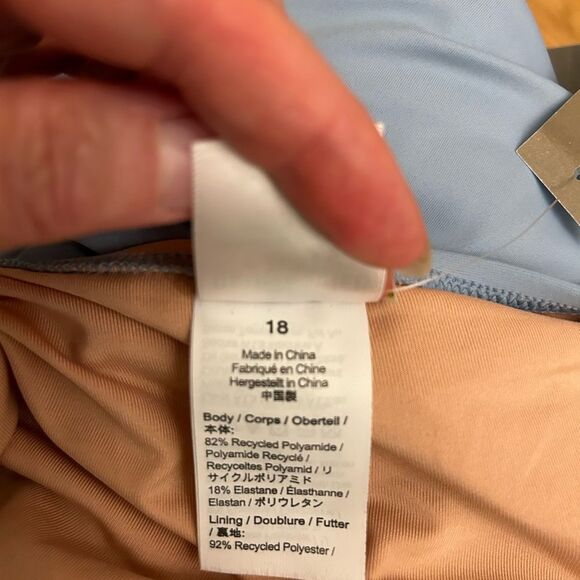 18
Made in China
Fabriqué en Chine
Hergestellt in China
中国製
Body / Corps / Oberteil /
本体:
82% Recycled Polyamide /
Polyamide Recyclé /
Recyceltes Polyamid / リ
サイクルポリアミド
18% Elastane / Élasthanne /
Elastan / ポリウレタン
Lining / Doublure / Futter
/ 裏地:
92% Recycled Polyester /